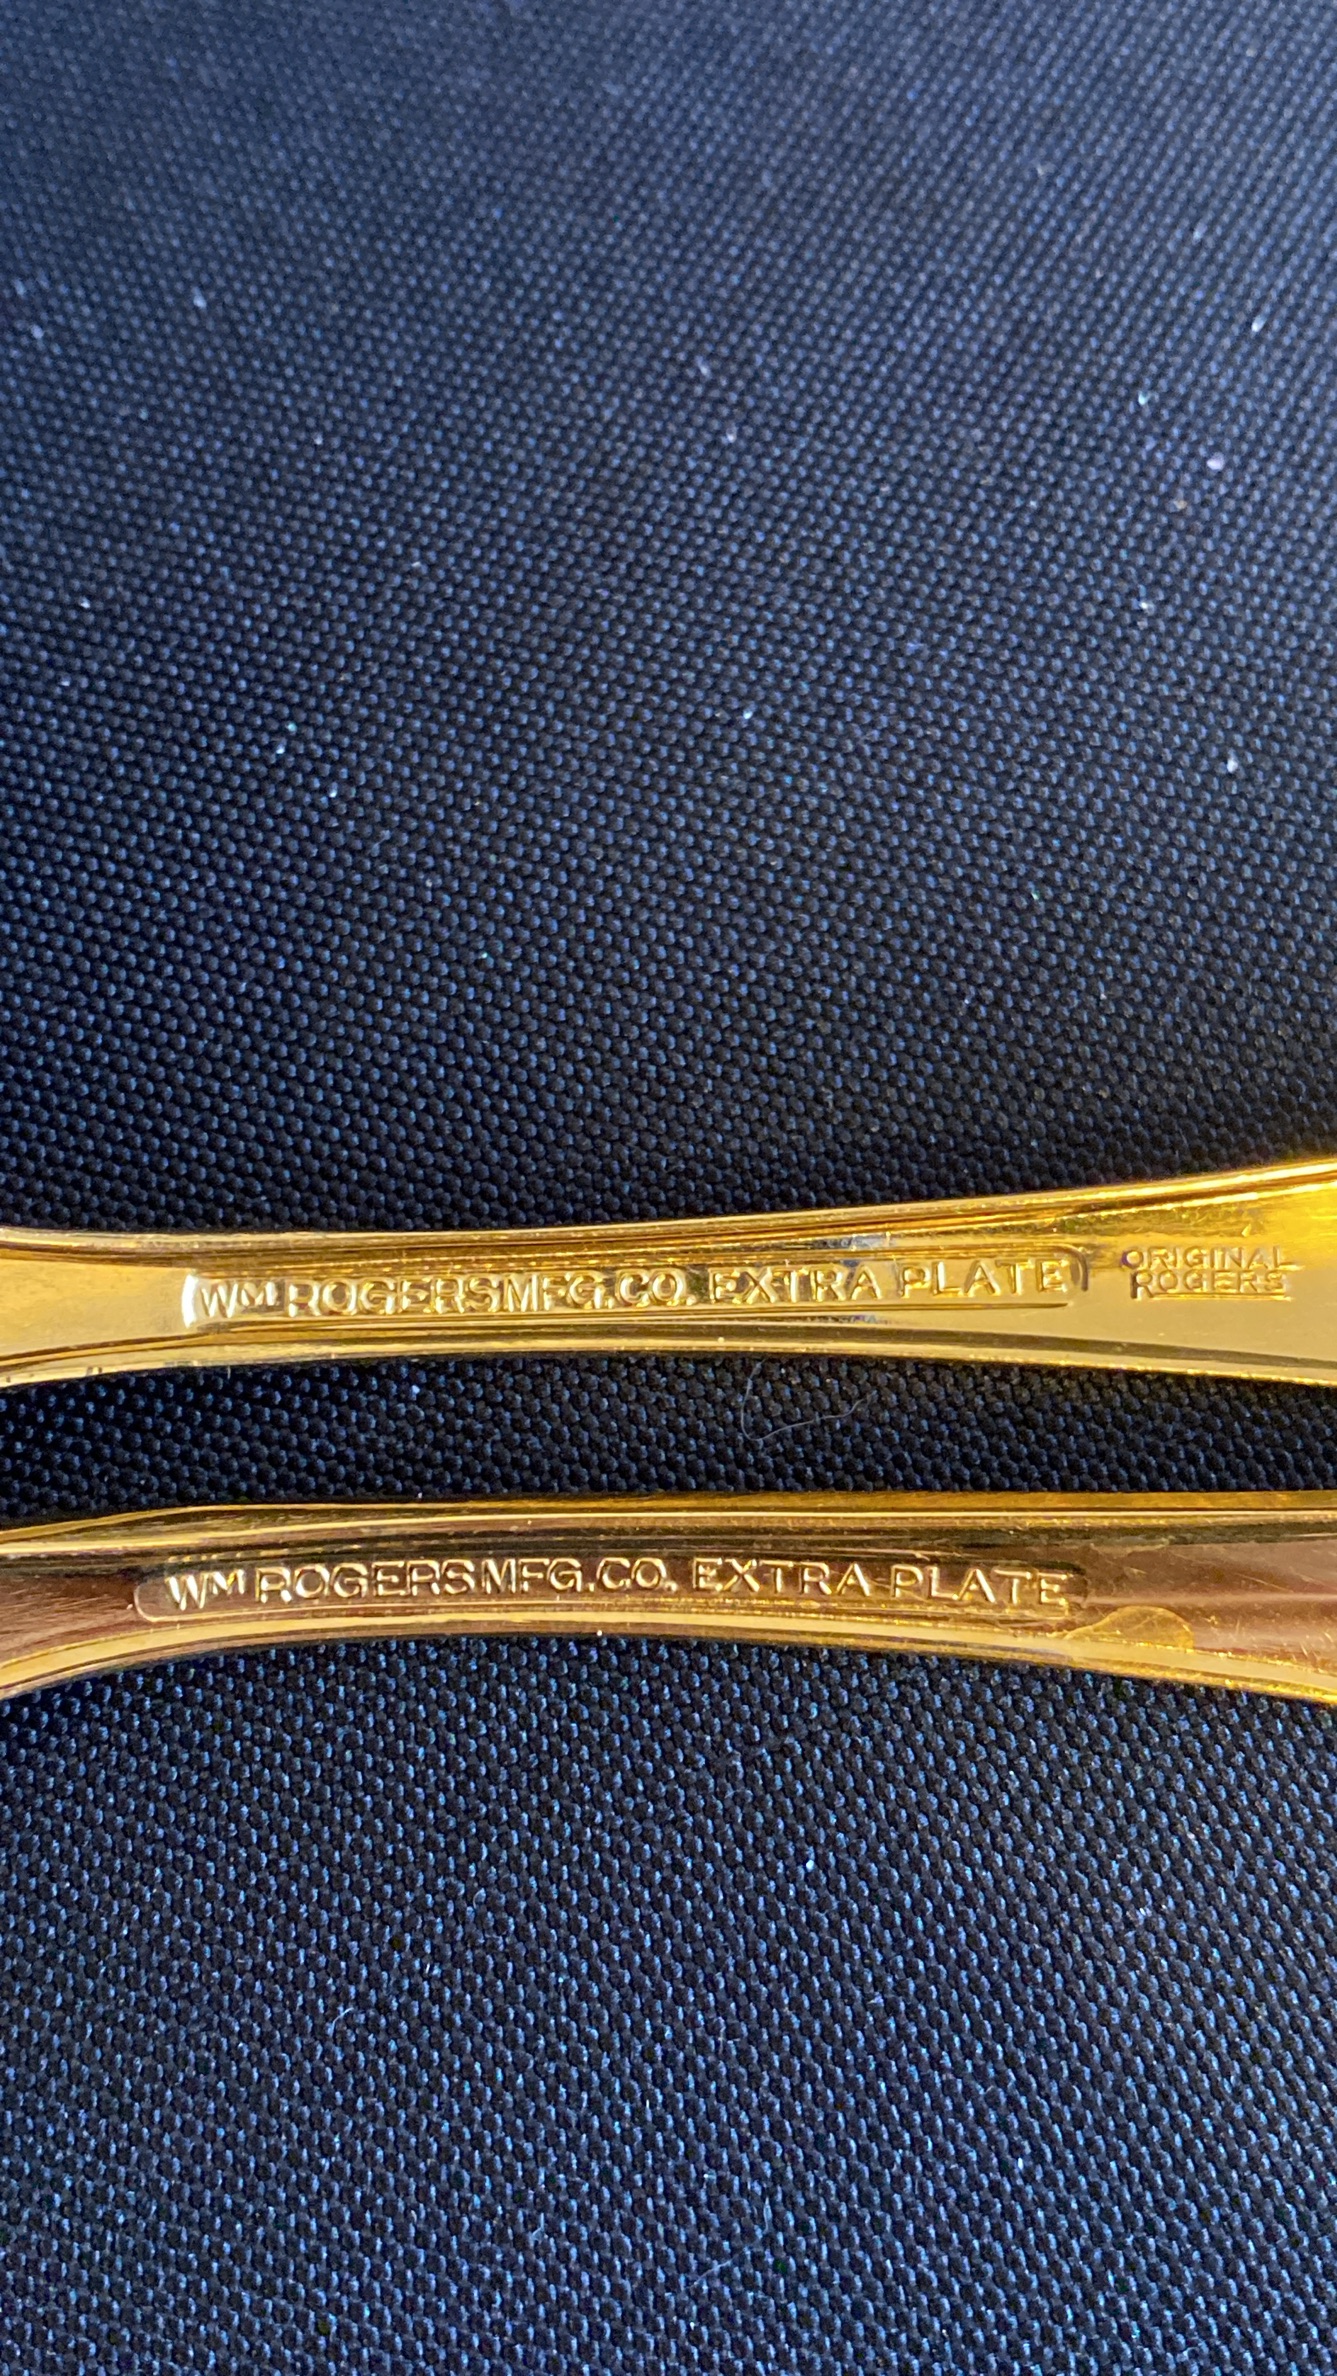 WM ROGERS MFG. CO. EXTRA PLATE
ORIGINAL
ROGERS
WM ROGERS MFG. CO. EXTRA PLATE